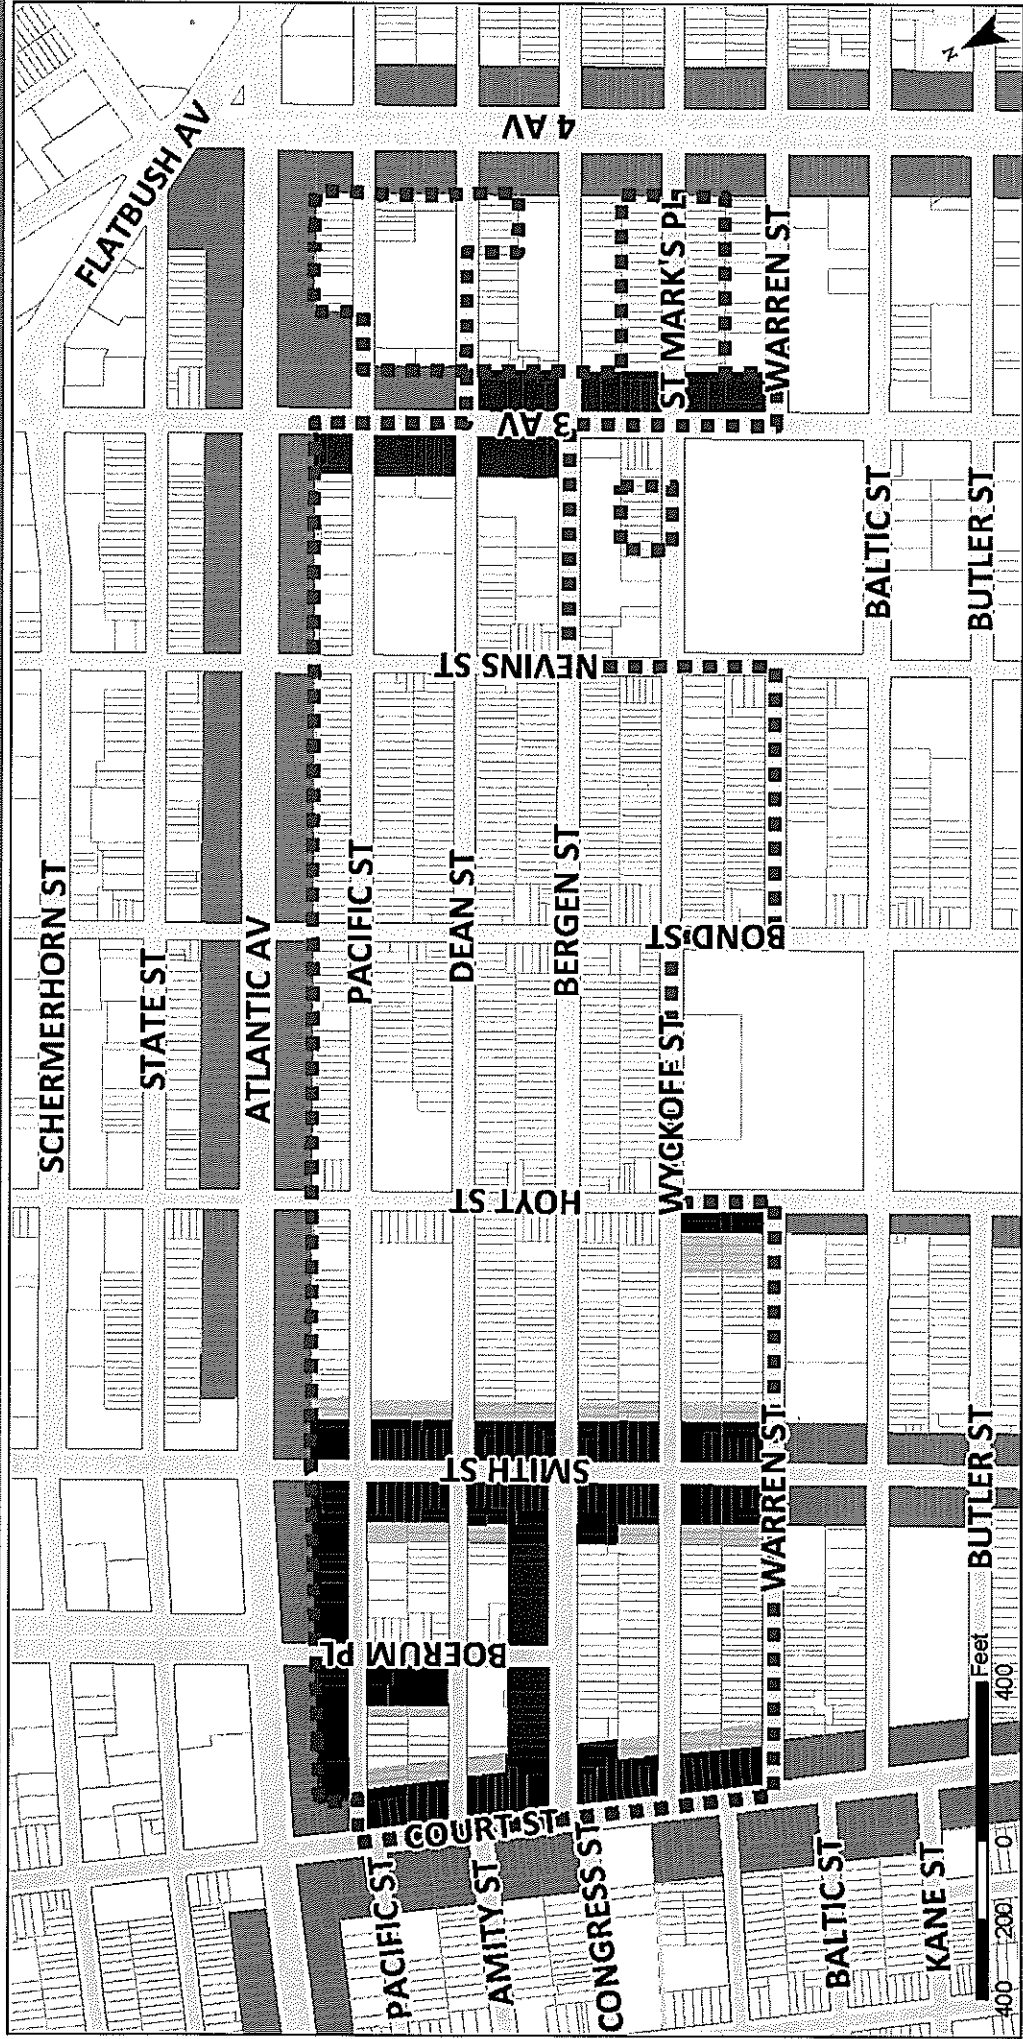 FLATBUSH AV
4 AV
ST MARK'S PL
WARREN ST
3 AV
BALTIC ST
BUTLER ST
NEVINS ST
SCHERMERHORN ST
STATE ST
ATLANTIC AV
PACIFIC ST
DEAN ST
BERGEN ST
BOND ST
WYCKOFF ST
HOYT ST
SMITH ST
WARREN ST
BUTLER ST
BOERUM PL
COURT ST
PACIFIC ST
AMITY ST
CONGRESS ST
BALTIC ST
KANE ST
400 200 0 400
Feet
N